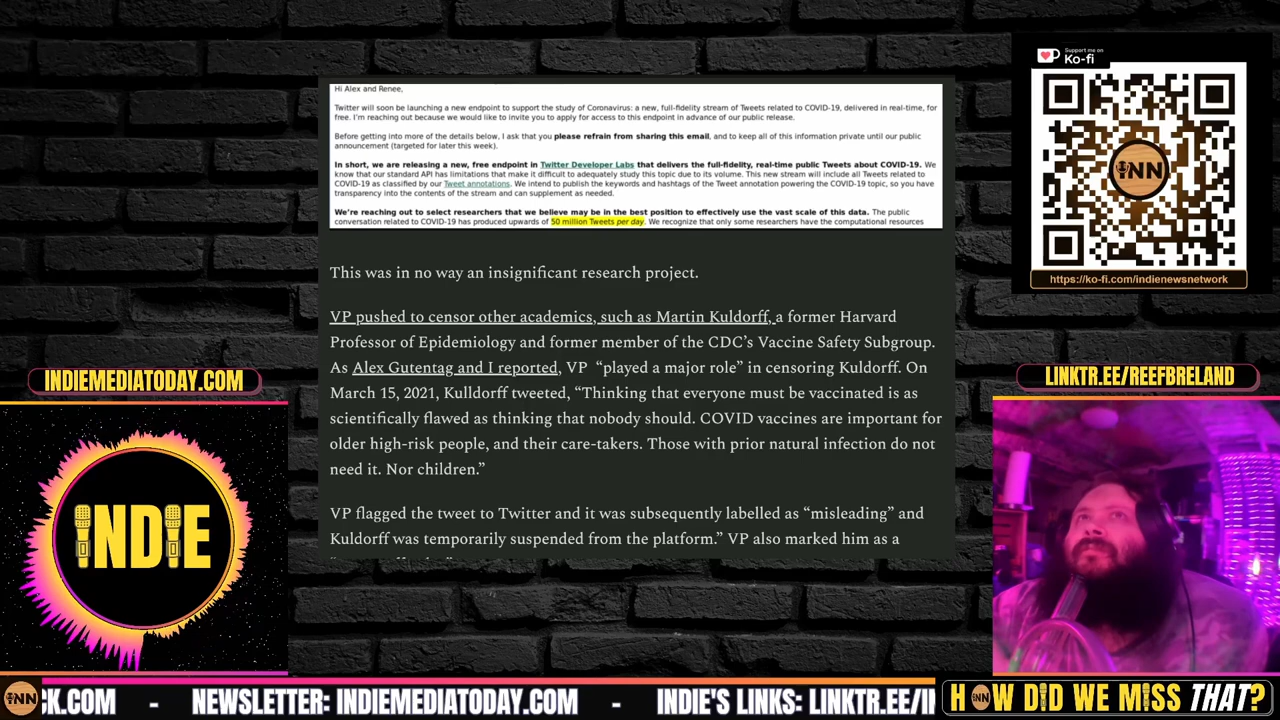 Hi Alex and Renee,
Twitter will soon be launching a new endpoint to support the study of Coronavirus: a new, full-fidelity stream of Tweets related to COVID-19, delivered in real-time, for
free. I'm reaching out because we would like to invite you to apply for access to this endpoint in advance of our public release.
Before getting into more of the details below, I ask that you please refrain from sharing this email, and to keep all of this information private until our public
announcement (targeted for later this week).
In short, we are releasing a new, free endpoint in Twitter Developer Labs that delivers the full-fidelity, real-time public Tweets about COVID-19. We
know that our standard API has limitations that make it difficult to adequately study this topic due to its volume. This new stream will include all Tweets related to
COVID-19 as classified by our Tweet annotations. We intend to publish the keywords and hashtags of the Tweet annotation powering the COVID-19 topic, so you have
transparency into the contents of the stream and can supplement as needed.
We're reaching out to select researchers that we believe may be in the best position to effectively use the vast scale of this data. The public
conversation related to COVID-19 has produced upwards of 50 million Tweets per day. We recognize that only some researchers have the computational resources
This was in no way an insignificant research project.
VP pushed to censor other academics, such as Martin Kuldorff, a former Harvard
Professor of Epidemiology and former member of the CDC's Vaccine Safety Subgroup.
As Alex Gutentag and I reported, VP "played a major role" in censoring Kuldorff. On
March 15, 2021, Kulldorff tweeted, "Thinking that everyone must be vaccinated is as
scientifically flawed as thinking that nobody should. COVID vaccines are important for
older high-risk people, and their care-takers. Those with prior natural infection do not
need it. Nor children."
VP flagged the tweet to Twitter and it was subsequently labelled as "misleading" and
Kuldorff was temporarily suspended from the platform." VP also marked him as a
Support me on
Ko-fi
INN
https://ko-fi.com/indienewsnetwork
INDIEMEDIATODAY.COM
LINKTR.EE/REEFBRELAND
INDIE
INN
CK.COM - NEWSLETTER: INDIEMEDIATODAY.COM - INDIE'S LINKS: LINKTR.EE/IN
HOW DID WE MISS THAT?